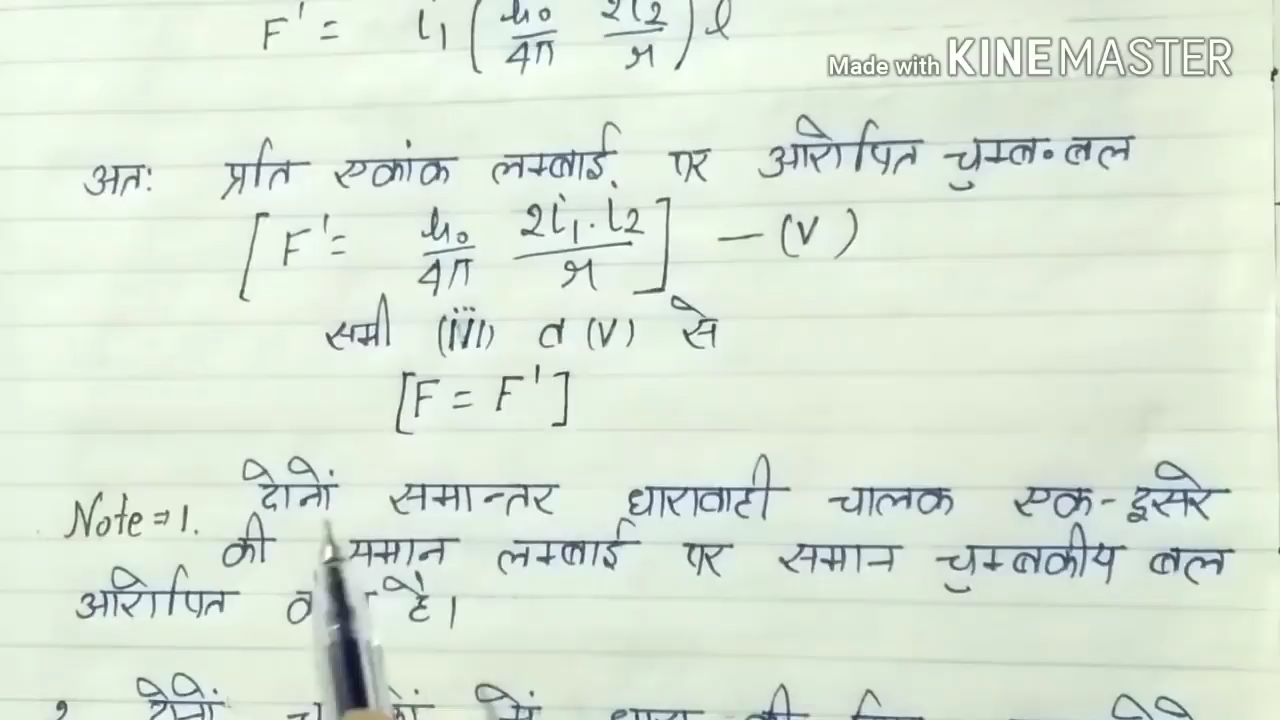 F' = i₁ (μ₀/4π 2i₂/r) l
Made with KINEMASTER
अतः प्रति एकांक लम्बाई पर आरोपित चुम्ब॰ बल
[F' = μ₀/4π 2i₁.i₂/r] — (V)
समी (iii) व (V) से
[F = F']
Note ⇒ 1. दोनों समान्तर धारावाही चालक एक-दूसरे
की समान लम्बाई पर समान चुम्बकीय बल
आरोपित है।
2 दोनों में धारा की